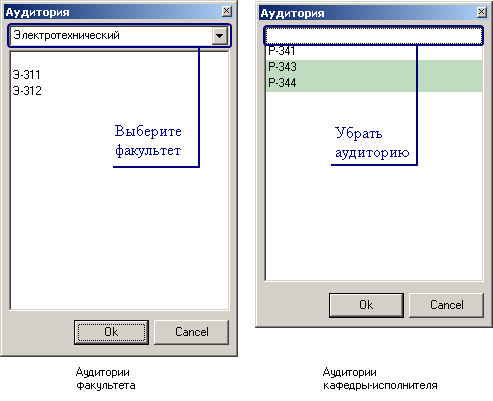 Аудитория
Электротехнический
Э-311
Э-312
Выберите
факультет
Ok
Cancel
Аудитории
факультета
Аудитория
Р-341
Р-343
Р-344
Убрать
аудиторию
Ok
Cancel
Аудитории
кафедры-исполнителя